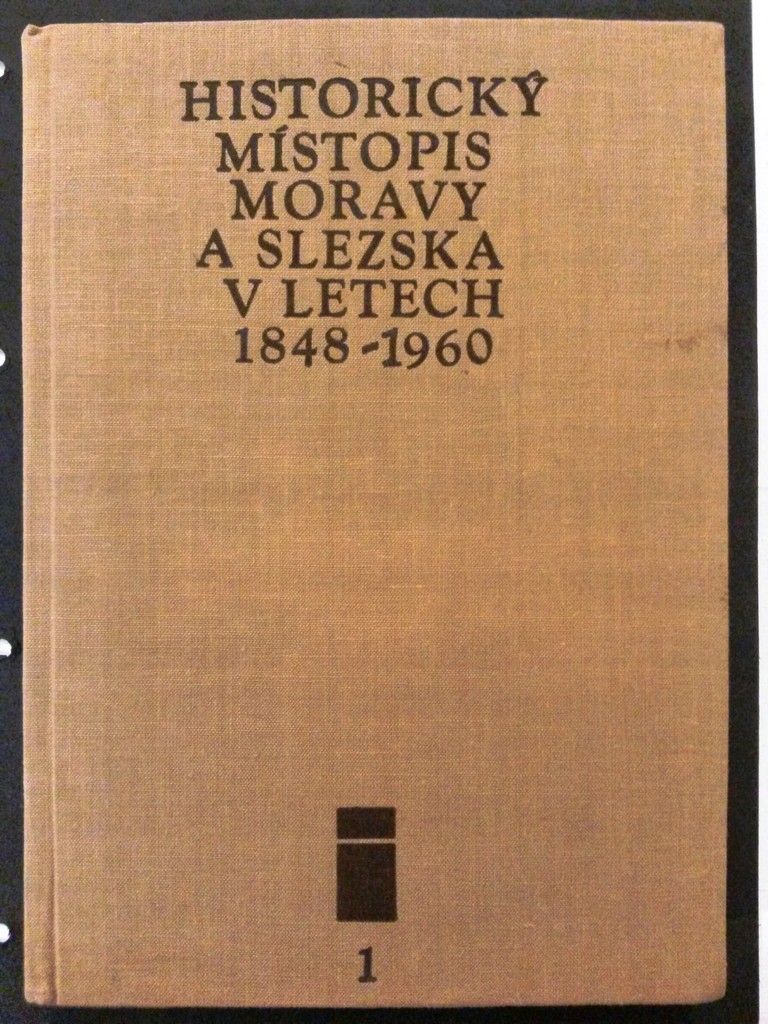 HISTORICKÝ
MÍSTOPIS
MORAVY
A SLEZSKA
V LETECH
1848-1960
1